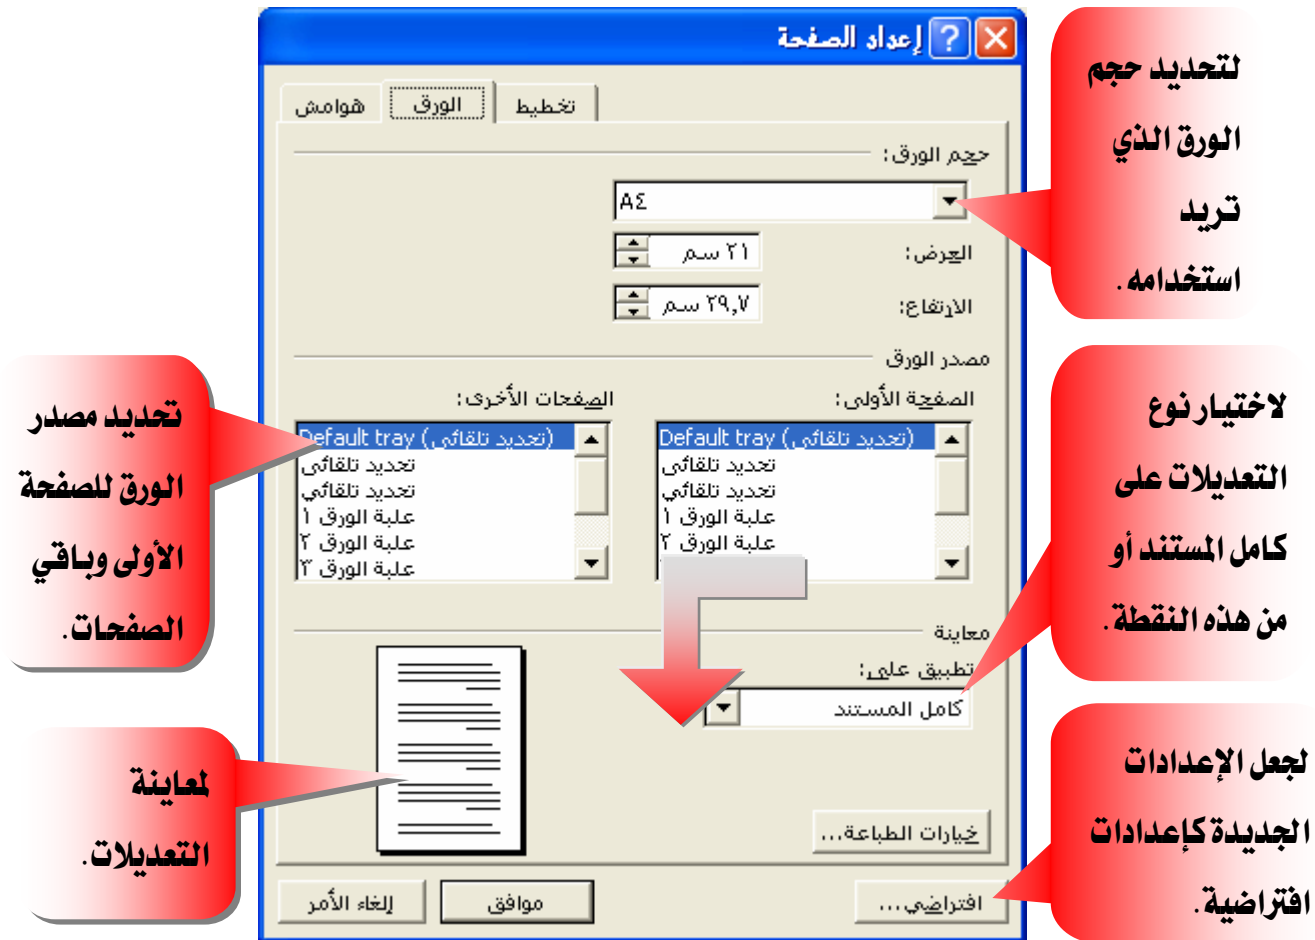 إعداد الصفحة
هوامش
الورق
تخطيط
حجم الورق:
A٤
العرض:
٢١ سم
الارتفاع:
٢٩,٧ سم
مصدر الورق
الصفحة الأولى:
Default tray (تحديد تلقائي)
تحديد تلقائي
تحديد تلقائي
علبة الورق ١
علبة الورق ٢
الصفحات الأخرى:
Default tray (تحديد تلقائي)
تحديد تلقائي
تحديد تلقائي
علبة الورق ١
علبة الورق ٢
علبة الورق ٣
معاينة
تطبيق على:
كامل المستند
خيارات الطباعة...
افتراضي...
موافق
إلغاء الأمر
لتحديد حجم
الورق الذي
تريد
استخدامه.
لاختيار نوع
التعديلات على
كامل المستند أو
من هذه النقطة.
لجعل الإعدادات
الجديدة كإعدادات
افتراضية.
تحديد مصدر
الورق للصفحة
الأولى وباقي
الصفحات.
لمعاينة
التعديلات.